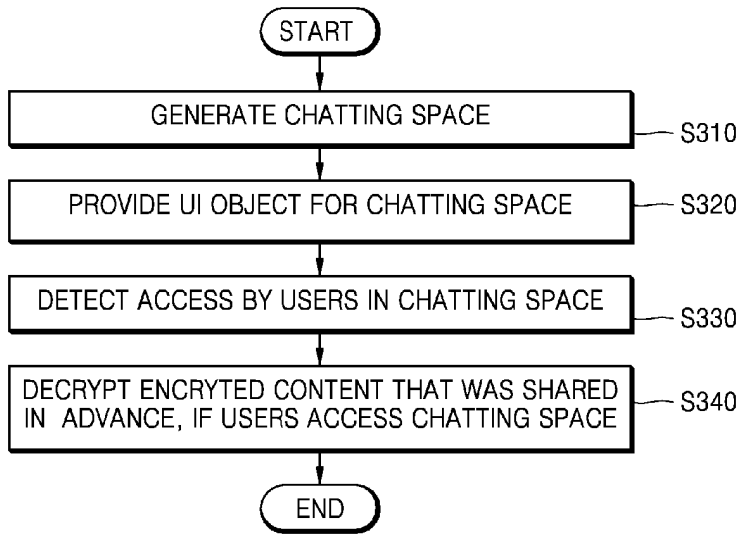 START
GENERATE CHATTING SPACE
S310
PROVIDE UI OBJECT FOR CHATTING SPACE
S320
DETECT ACCESS BY USERS IN CHATTING SPACE
S330
DECRYPT ENCRYTED CONTENT THAT WAS SHARED
IN ADVANCE, IF USERS ACCESS CHATTING SPACE
S340
END